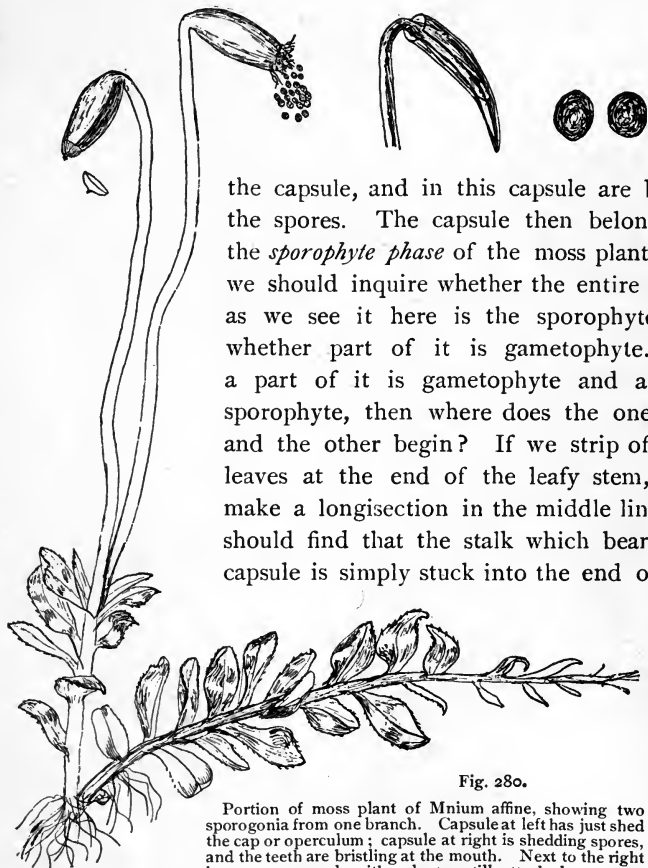 the capsule, and in this capsule are
the spores. The capsule then
the sporophyte phase of the moss plant
we should inquire whether the entire
as we see it here is the
whether part of it is gametophyte.
a part of it is gametophyte and a
sporophyte, then where does the one
and the other begin? If we strip
leaves at the end of the leafy stem,
make a longisection in the middle
should find that the stalk which
capsule is simply stuck into the end
Fig. 280.
Portion of moss plant of Mnium affine, showing two
sporogonia from one branch. Capsule at left has just shed
the cap or operculum; capsule at right is shedding spores,
and the teeth are bristling at the mouth. Next to the right